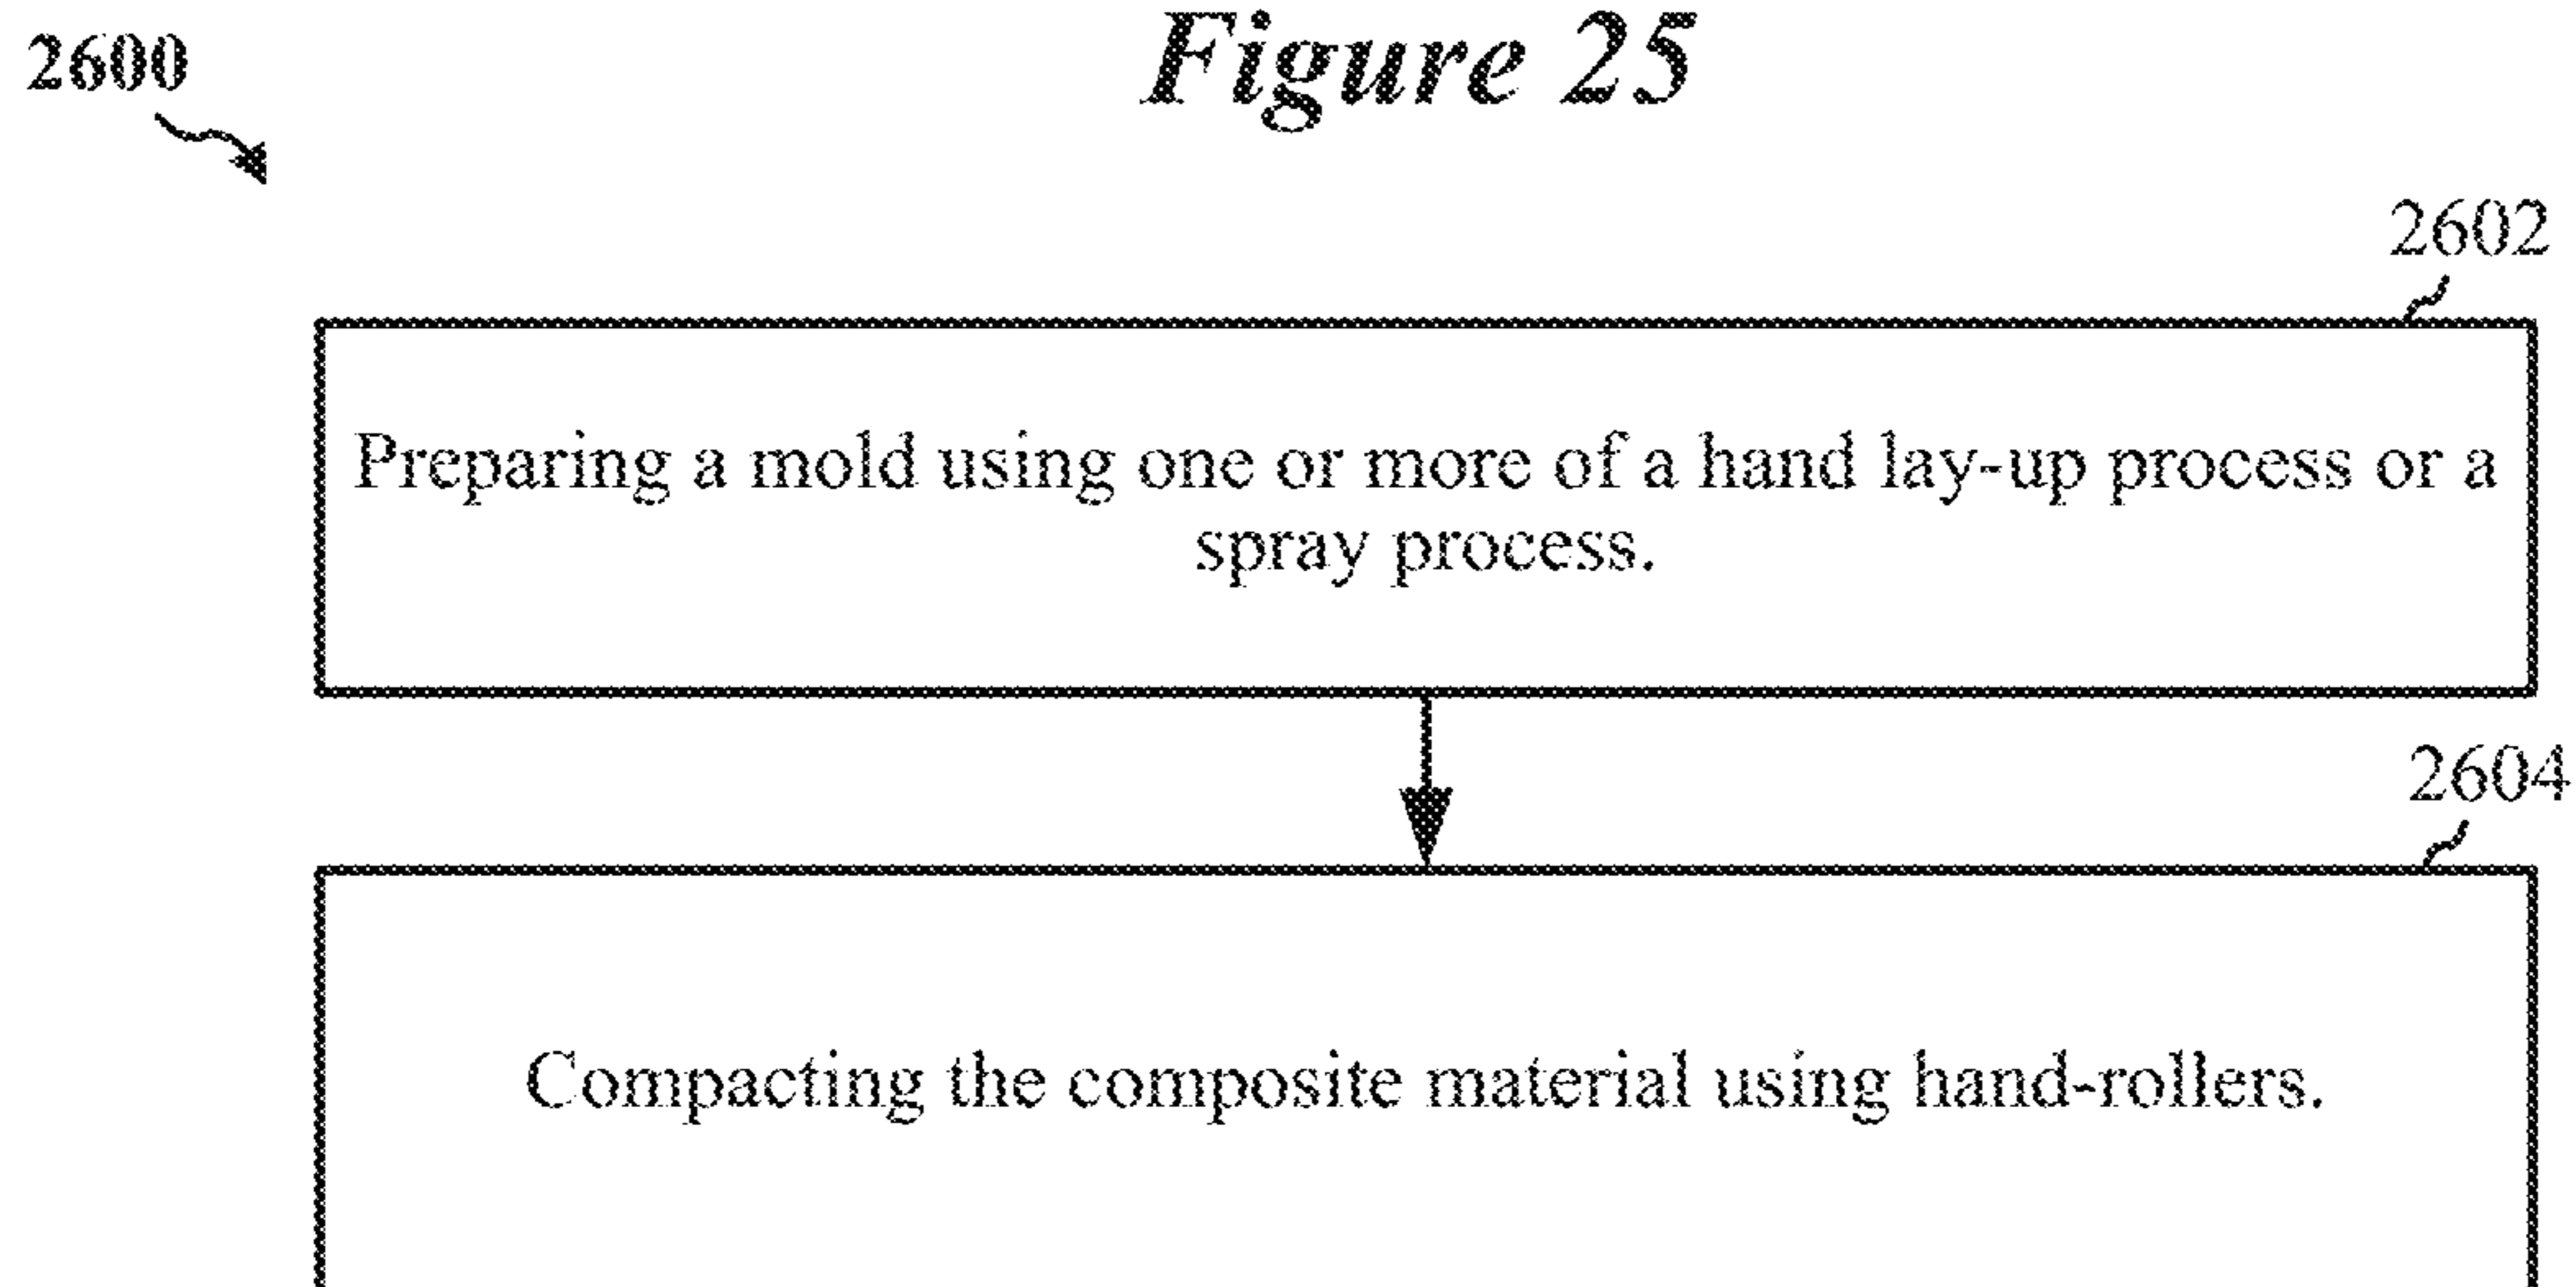 Figure 25
2600
2602
Preparing a mold using one or more of a hand lay-up process or a
spray process.
2604
Compacting the composite material using hand-rollers.